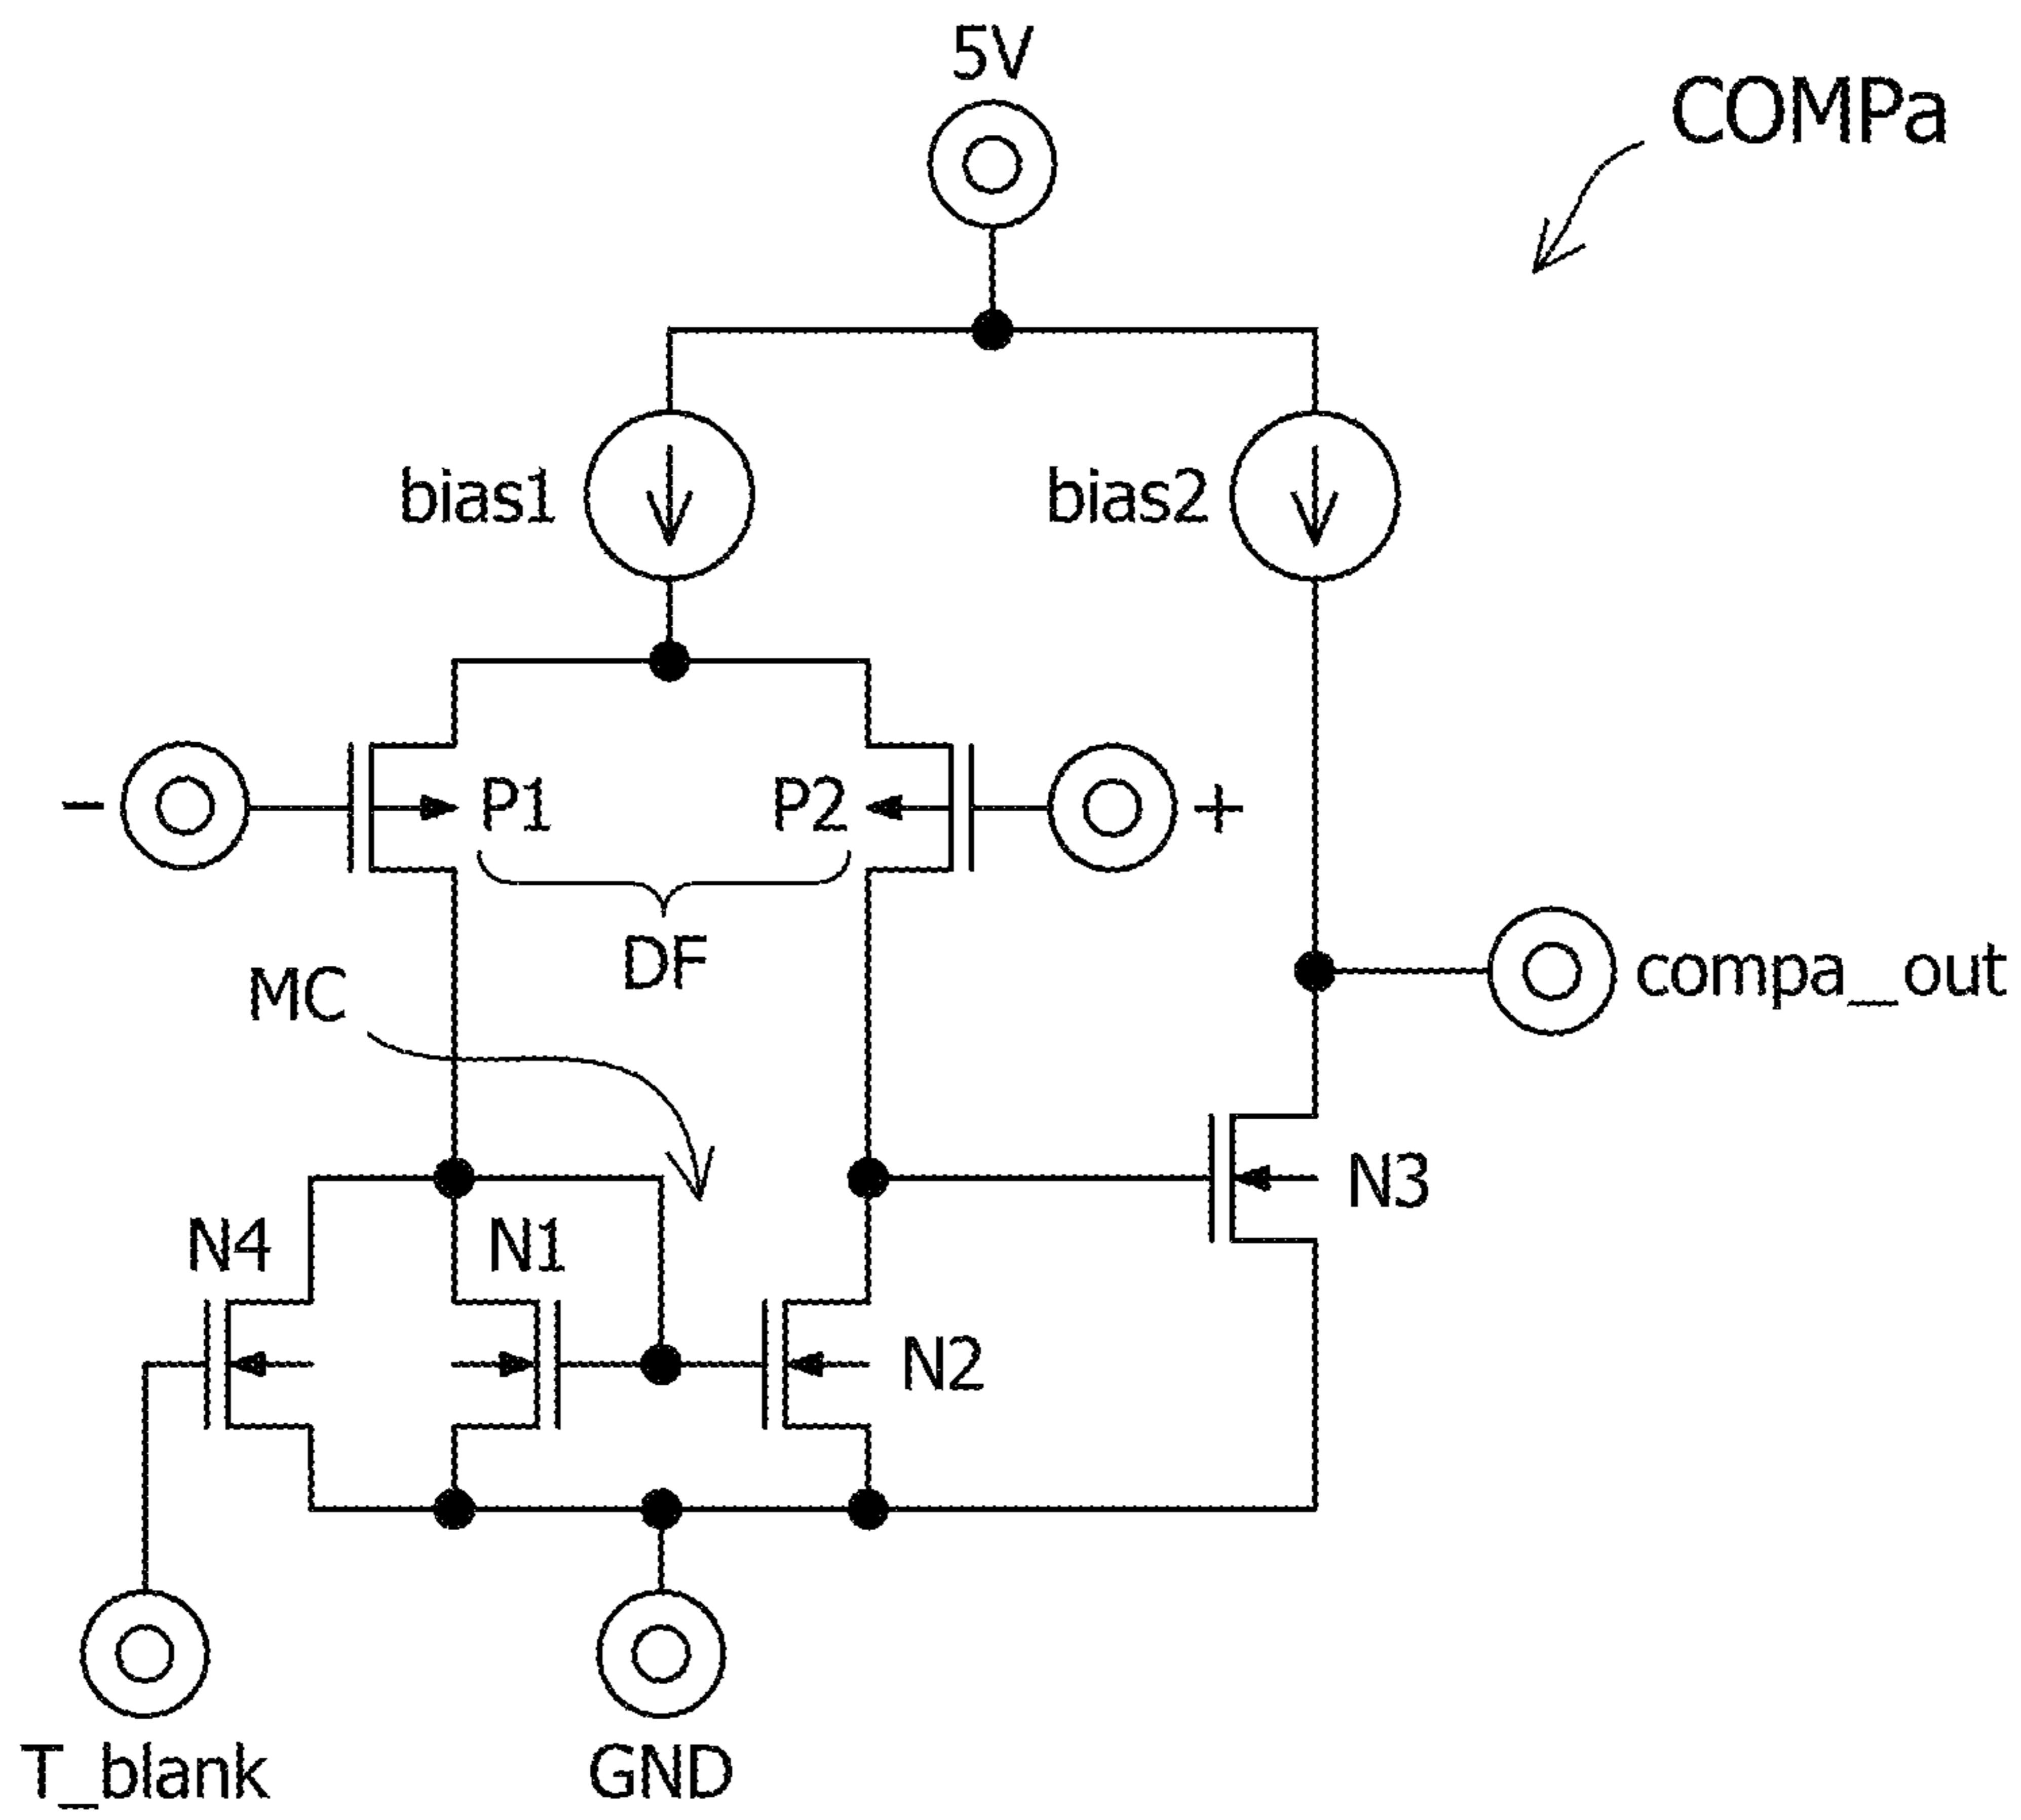 5V
COMPa
bias1
bias2
-
P1
P2
+
DF
MC
compa_out
N3
N4
N1
N2
T_blank
GND